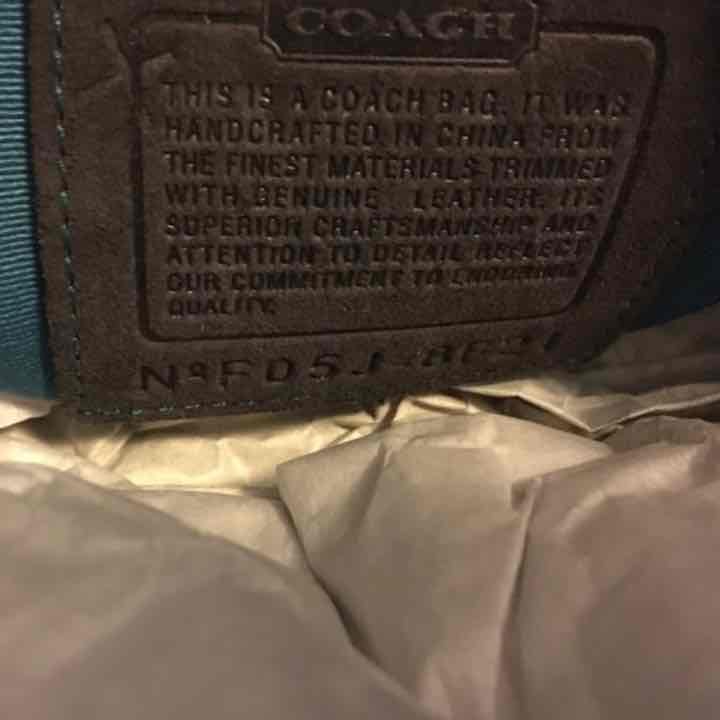 COACH
THIS IS A COACH BAG. IT WAS
HANDCRAFTED IN CHINA FROM
THE FINEST MATERIALS TRIMMED
WITH GENUINE LEATHER. ITS
SUPERIOR CRAFTSMANSHIP AND
ATTENTION TO DETAIL REFLECT
OUR COMMITMENT TO ENDURING
QUALITY.